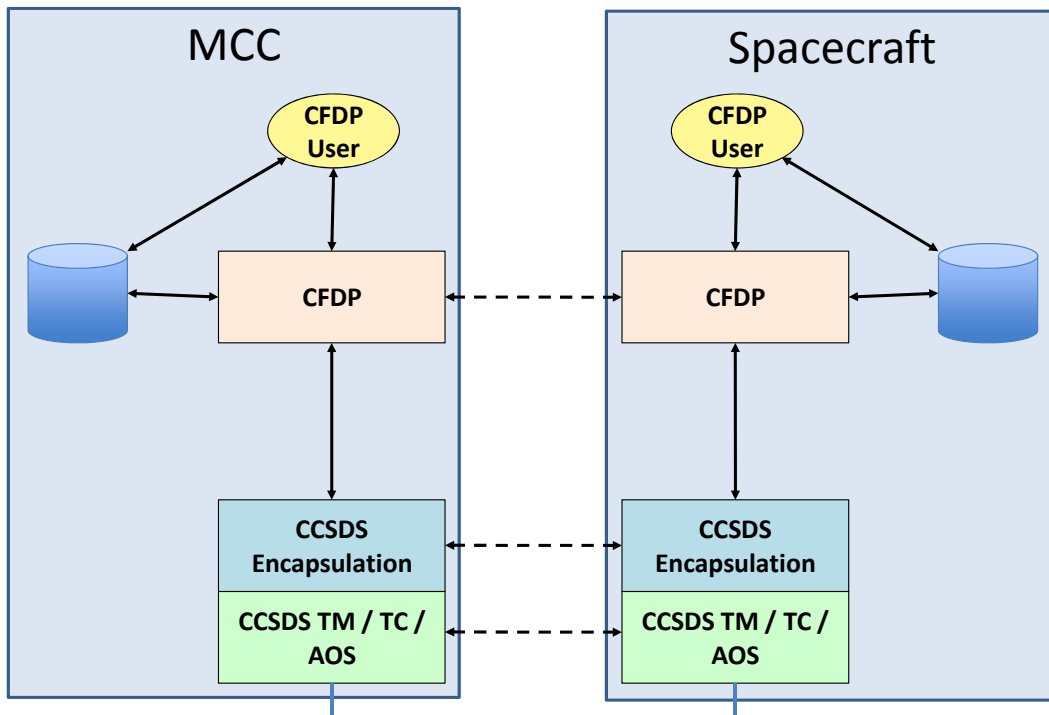 MCC
CFDP
User
CFDP
CCSDS
Encapsulation
CCSDS TM / TC /
AOS
Spacecraft
CFDP
User
CFDP
CCSDS
Encapsulation
CCSDS TM / TC /
AOS